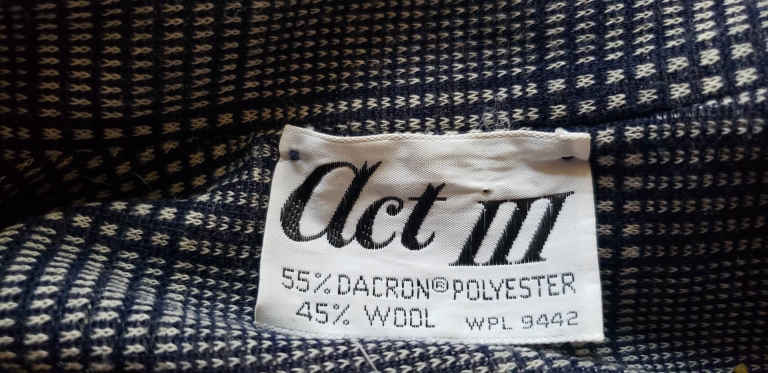 act III
55% DACRON® POLYESTER
45% WOOL WPL 9442